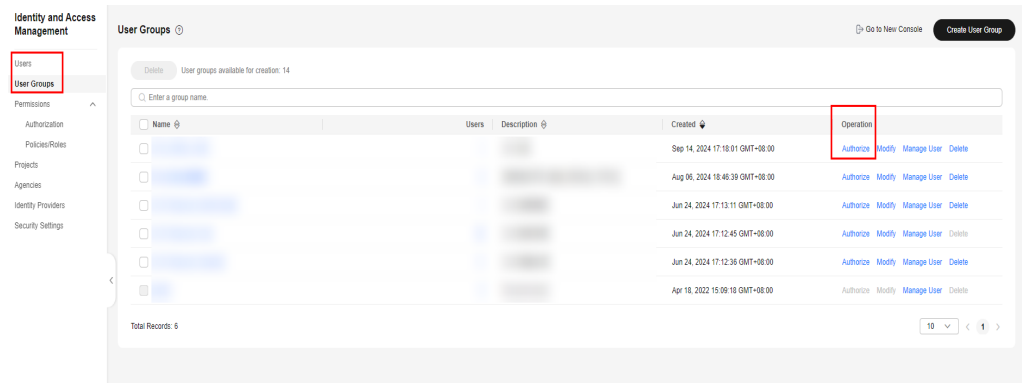 Identity and Access
Management
Users
User Groups
Permissions
Authorization
Policies/Roles
Projects
Agencies
Identity Providers
Security Settings
User Groups
Go to New Console
Create User Group
Delete User groups available for creation: 14
Enter a group name.
Name Users Description Created Operation
Sep 14, 2024 17:18:01 GMT+08:00 Authorize Modify Manage User Delete
Aug 06, 2024 18:46:39 GMT+08:00 Authorize Modify Manage User Delete
Jun 24, 2024 17:13:11 GMT+08:00 Authorize Modify Manage User Delete
Jun 24, 2024 17:12:45 GMT+08:00 Authorize Modify Manage User Delete
Jun 24, 2024 17:12:36 GMT+08:00 Authorize Modify Manage User Delete
Apr 18, 2022 15:09:18 GMT+08:00 Authorize Modify Manage User Delete
Total Records: 6
10
1